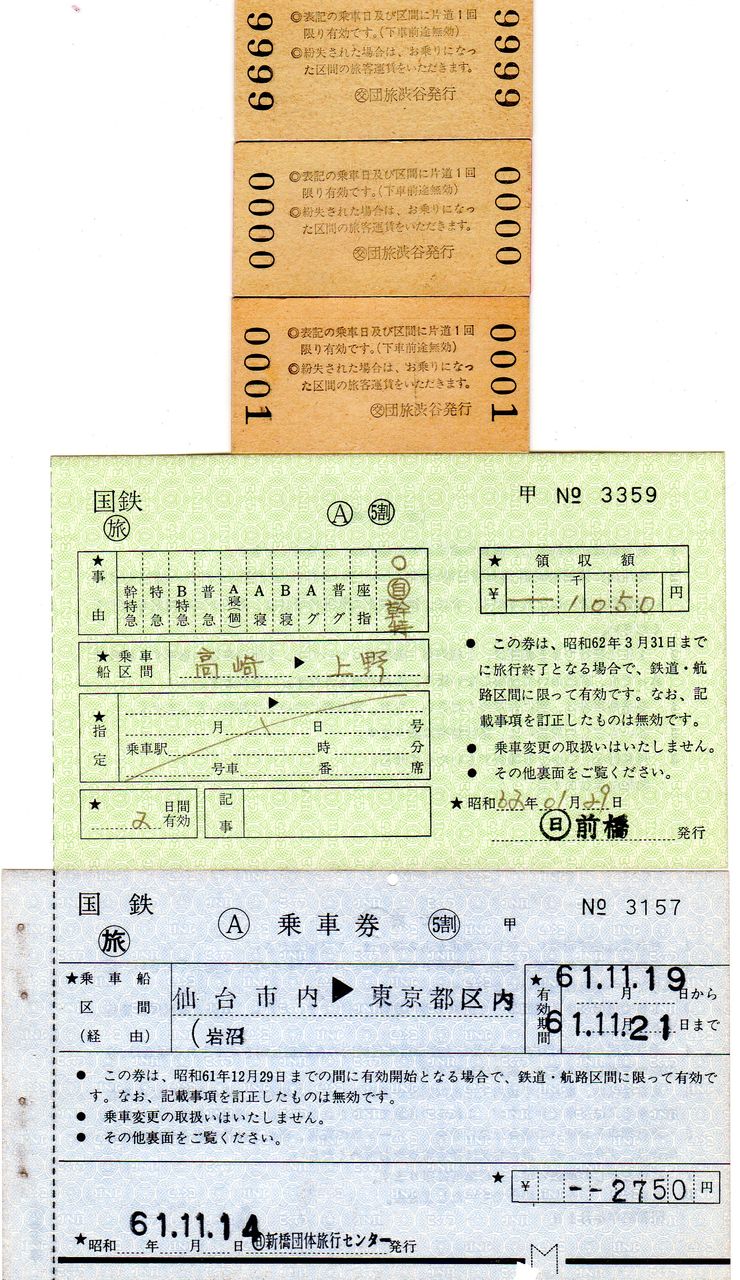 9999
◎表記の乗車日及び区間に片道1回
限り有効です。(下車前途無効)
◎紛失された場合は、お乗りになっ
た区間の旅客運賃をいただきます。
㊋団旅渋谷発行
9999
0000
◎表記の乗車日及び区間に片道1回
限り有効です。(下車前途無効)
◎紛失された場合は、お乗りになっ
た区間の旅客運賃をいただきます。
団旅渋谷発行
0000
0001
◎表記の乗車日及び区間に片道1回
限り有効です。(下車前途無効)
◎紛失された場合は、お乗りになっ
た区間の旅客運賃をいただきます。
団旅渋谷発行
0001
国鉄
旅
Ⓐ 5割
甲 № 3359
★事由
幹特急 特急 B特急 普急 A寝(個) A寝 B寝 Aグ 普グ 座指 ○自幹特
★領収額
¥ ― 千1050円
★乗車船区間 高崎 ▶ 上野
★指定
▶
月 日 号
乗車駅 時 分
号車 番 席
★ 2 日間有効
記事
● この券は、昭和62年3月31日まで
に旅行終了となる場合で、鉄道・航
路区間に限って有効です。なお、記
載事項を訂正したものは無効です。
● 乗車変更の取扱いはいたしません。
● その他裏面をご覧ください。
★昭和62年01月29日
日前橋 発行
国鉄
旅
Ⓐ 乗車券 5割 甲
№ 3157
★乗車船
区間
(経由)
仙台市内 ▶ 東京都区内
(岩沼
★有効期間
61.11.19 月 日から
61.11.21 月 日まで
● この券は、昭和61年12月29日までの間に有効開始となる場合で、鉄道・航路区間に限って有効で
す。なお、記載事項を訂正したものは無効です。
● 乗車変更の取扱いはいたしません。
● その他裏面をご覧ください。
★ ¥ --2750円
★昭和 61.11.14 年 月 日 日新橋団体旅行センター発行